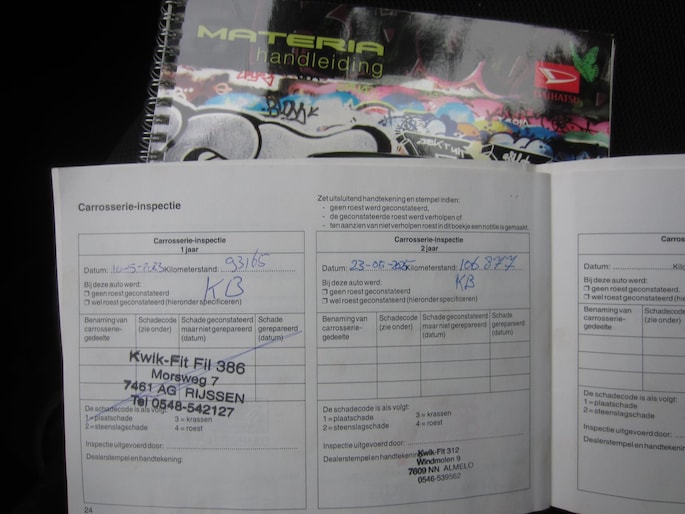 MATERIA
handleiding
DAIHATSU
Carrosserie-inspectie
Zet uitsluitend handtekening en stempel indien:
- geen roest werd geconstateerd,
- de geconstateerde roest werd verholpen of
- ten aanzien van niet verholpen roest in dit boekje een notitie is gemaakt.
Carrosserie-inspectie
1 jaar
Datum: 10-5-2023 Kilometerstand: 93165
Bij deze auto werd: KB
❒ geen roest geconstateerd
❒ wel roest geconstateerd (hieronder specificeren)
Benaming van carrosserie-gedeelte
Schadecode (zie onder)
Schade geconstateerd maar niet gerepareerd (datum)
Schade gerepareerd (datum)
Kwik-Fit Fil 386
Morsweg 7
7461 AG RIJSSEN
Tel 0548-542127
De schadecode is als volgt:
1 = plaatschade 3 = krassen
2 = steenslagschade 4 = roest
Inspectie uitgevoerd door:
Dealerstempel en handtekening:
24
Carrosserie-inspectie
2 jaar
Datum: 23-05-2025 Kilometerstand: 106877
Bij deze auto werd: KB
❒ geen roest geconstateerd
❒ wel roest geconstateerd (hieronder specificeren)
Benaming van carrosserie-gedeelte
Schadecode (zie onder)
Schade geconstateerd maar niet gerepareerd (datum)
Schade gerepareerd (datum)
De schadecode is als volgt:
1 = plaatschade 3 = krassen
2 = steenslagschade 4 = roest
Inspectie uitgevoerd door:
Dealerstempel en handtekening:
Kwik-Fit 312
Windmolen 9
7609 NN ALMELO
0546-539562
Carrosserie-
Datum:
Bij deze auto werd:
❒ geen roest geconstateerd
❒ wel roest geconstateerd (hieronder
Benaming van carrosserie-gedeelte
Schadecode (zie onder)
De schadecode is als volgt:
1 = plaatschade
2 = steenslagschade
Inspectie uitgevoerd door:
Dealerstempel en handtekening: